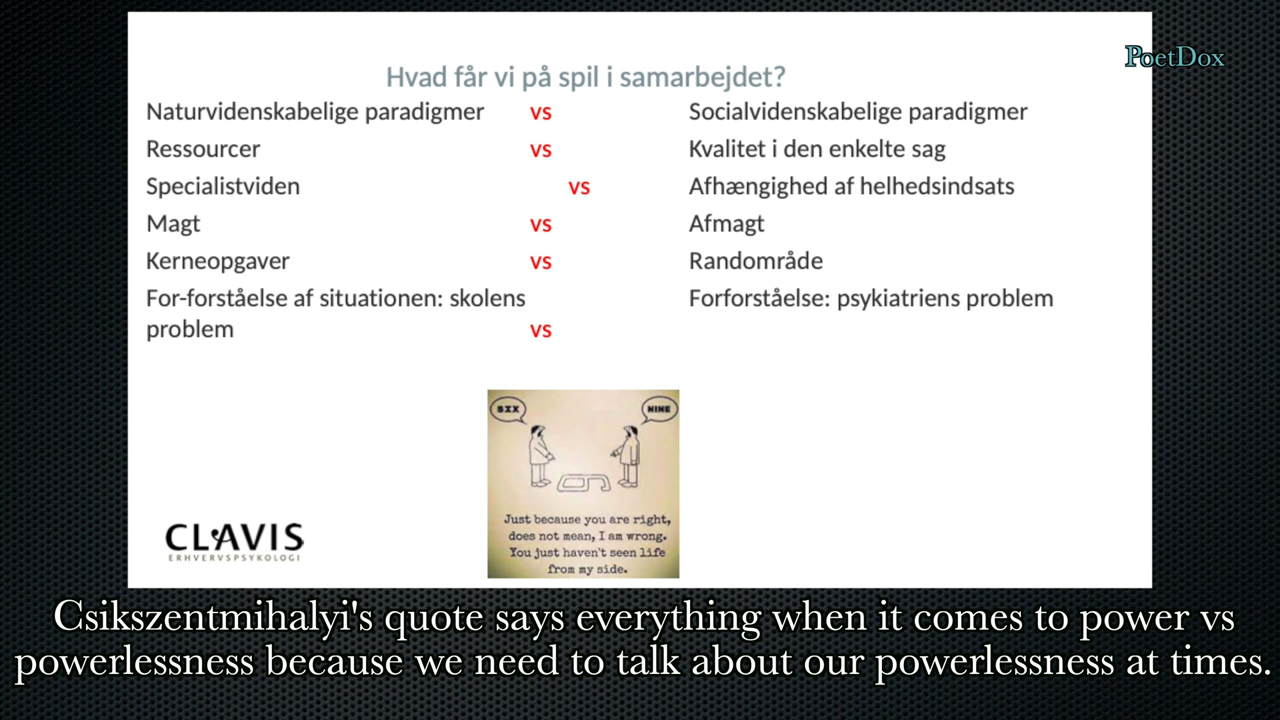 PoetDox
Hvad får vi på spil i samarbejdet?
Naturvidenskabelige paradigmer vs Socialvidenskabelige paradigmer
Ressourcer vs Kvalitet i den enkelte sag
Specialistviden vs Afhængighed af helhedsindsats
Magt vs Afmagt
Kerneopgaver vs Randområde
For-forståelse af situationen: skolens Forforståelse: psykiatriens problem
problem vs
SIX NINE
Just because you are right,
does not mean, I am wrong.
You just haven't seen life
from my side.
CLAVIS
ERHVERVSPSYKOLOGI
Csikszentmihalyi's quote says everything when it comes to power vs
powerlessness because we need to talk about our powerlessness at times.